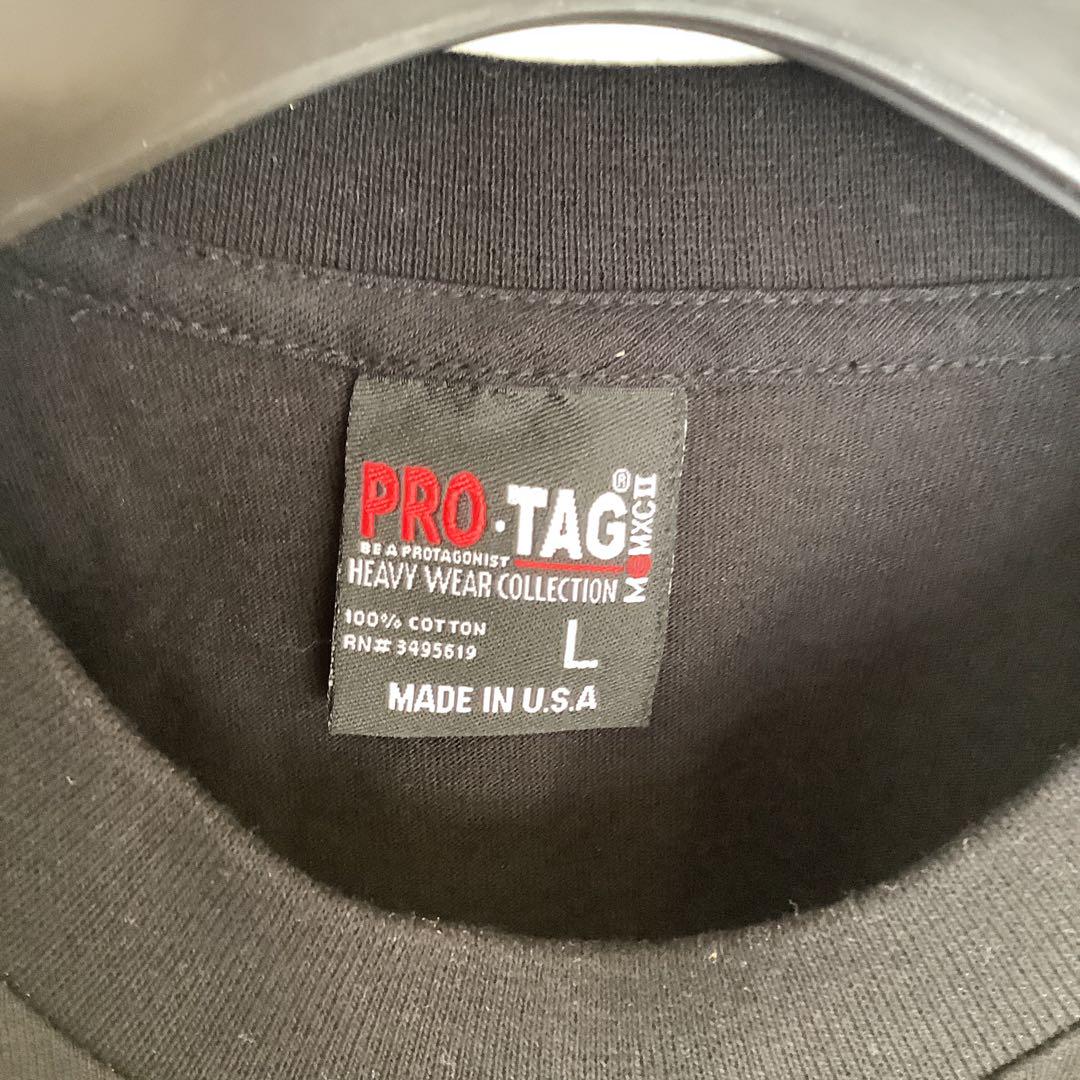 PRO·TAG®
BE A PROTAGONIST
HEAVY WEAR COLLECTION
M MXCII
100% COTTON
RN# 3495619
L
MADE IN U.S.A